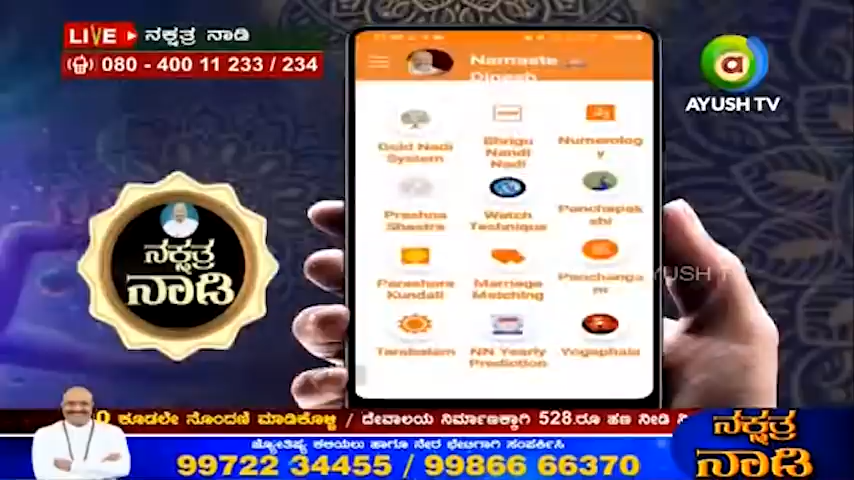 LIVE ನಕ್ಷತ್ರ ನಾಡಿ
080 - 400 11 233 / 234
AYUSH TV
Namaste
Dinesh
Gold Nadi System
Bhrigu Nandi Nadi
Numerology
Prashna Shastra
Watch Technique
Panchapakshi
Parashara Kundali
Marriage Matching
Panchangam
Tarabalam
NN Yearly Prediction
Yogaphala
ನಕ್ಷತ್ರ
ನಾಡಿ
ಕೂಡಲೇ ನೊಂದಣಿ ಮಾಡಿಕೊಳ್ಳಿ / ದೇವಾಲಯ ನಿರ್ಮಾಣಕ್ಕಾಗಿ 528.ರೂ ಹಣ ನೀಡಿ
ಜ್ಯೋತಿಷ್ಯ ಕಲಿಯಲು ಹಾಗೂ ನೇರ ಭೇಟಿಗಾಗಿ ಸಂಪರ್ಕಿಸಿ
99722 34455 / 99866 66370
ನಕ್ಷತ್ರ
ನಾಡಿ